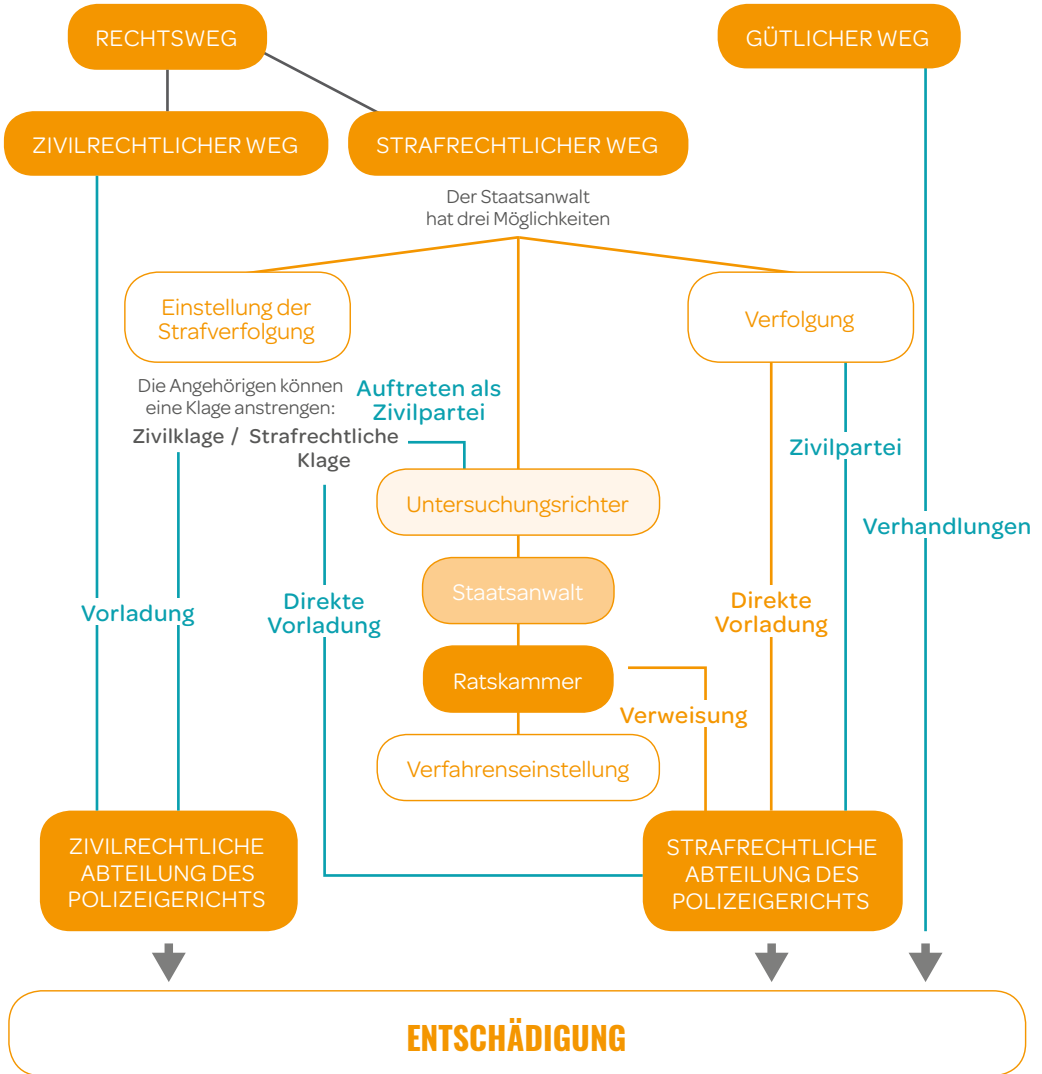 RECHTSWEG
GÜTLICHER WEG
ZIVILRECHTLICHER WEG
STRAFRECHTLICHER WEG
Der Staatsanwalt
hat drei Möglichkeiten
Einstellung der
Strafverfolgung
Verfolgung
Die Angehörigen können
eine Klage anstrengen:
Zivilklage / Strafrechtliche
Klage
Auftreten als
Zivilpartei
Zivilpartei
Untersuchungsrichter
Verhandlungen
Staatsanwalt
Vorladung
Direkte
Vorladung
Direkte
Vorladung
Ratskammer
Verweisung
Verfahrenseinstellung
ZIVILRECHTLICHE
ABTEILUNG DES
POLIZEIGERICHTS
STRAFRECHTLICHE
ABTEILUNG DES
POLIZEIGERICHTS
ENTSCHÄDIGUNG